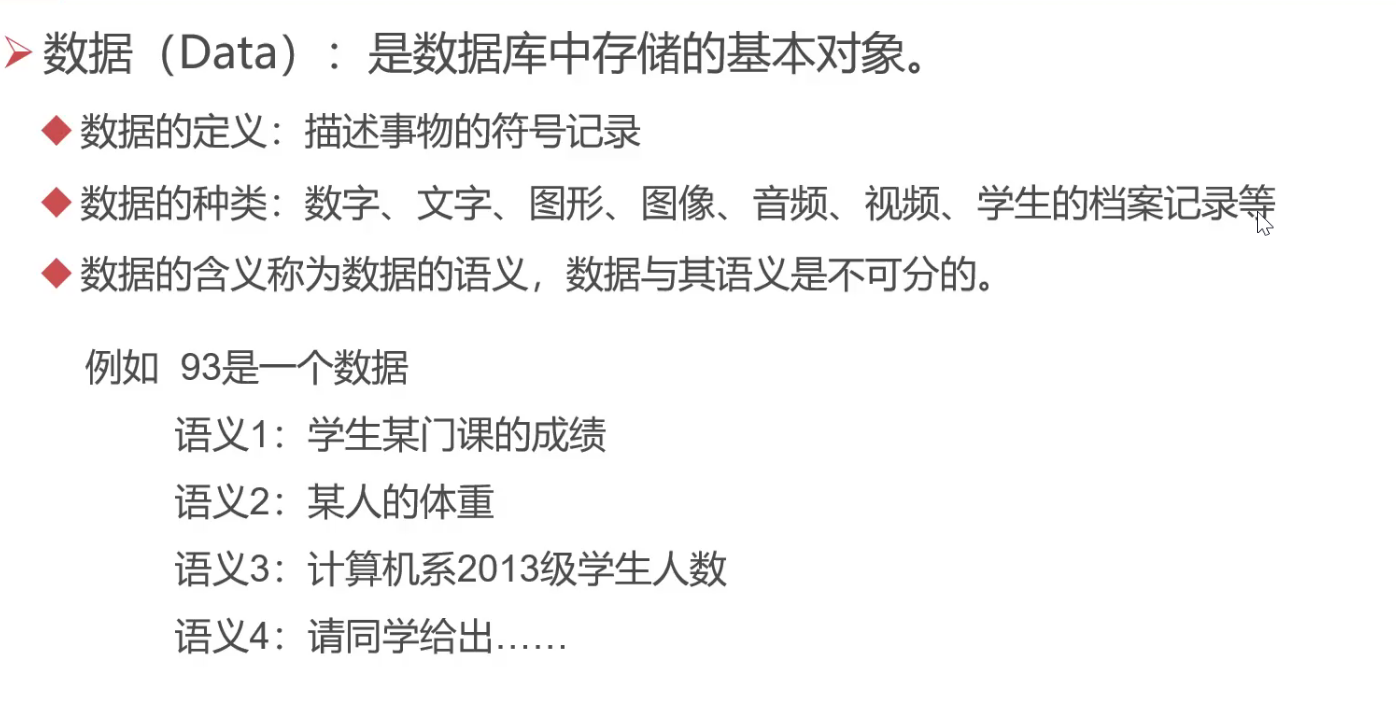 数据（Data）：是数据库中存储的基本对象。
数据的定义：描述事物的符号记录
数据的种类：数字、文字、图形、图像、音频、视频、学生的档案记录等
数据的含义称为数据的语义，数据与其语义是不可分的。
例如 93是一个数据
语义1：学生某门课的成绩
语义2：某人的体重
语义3：计算机系2013级学生人数
语义4：请同学给出……